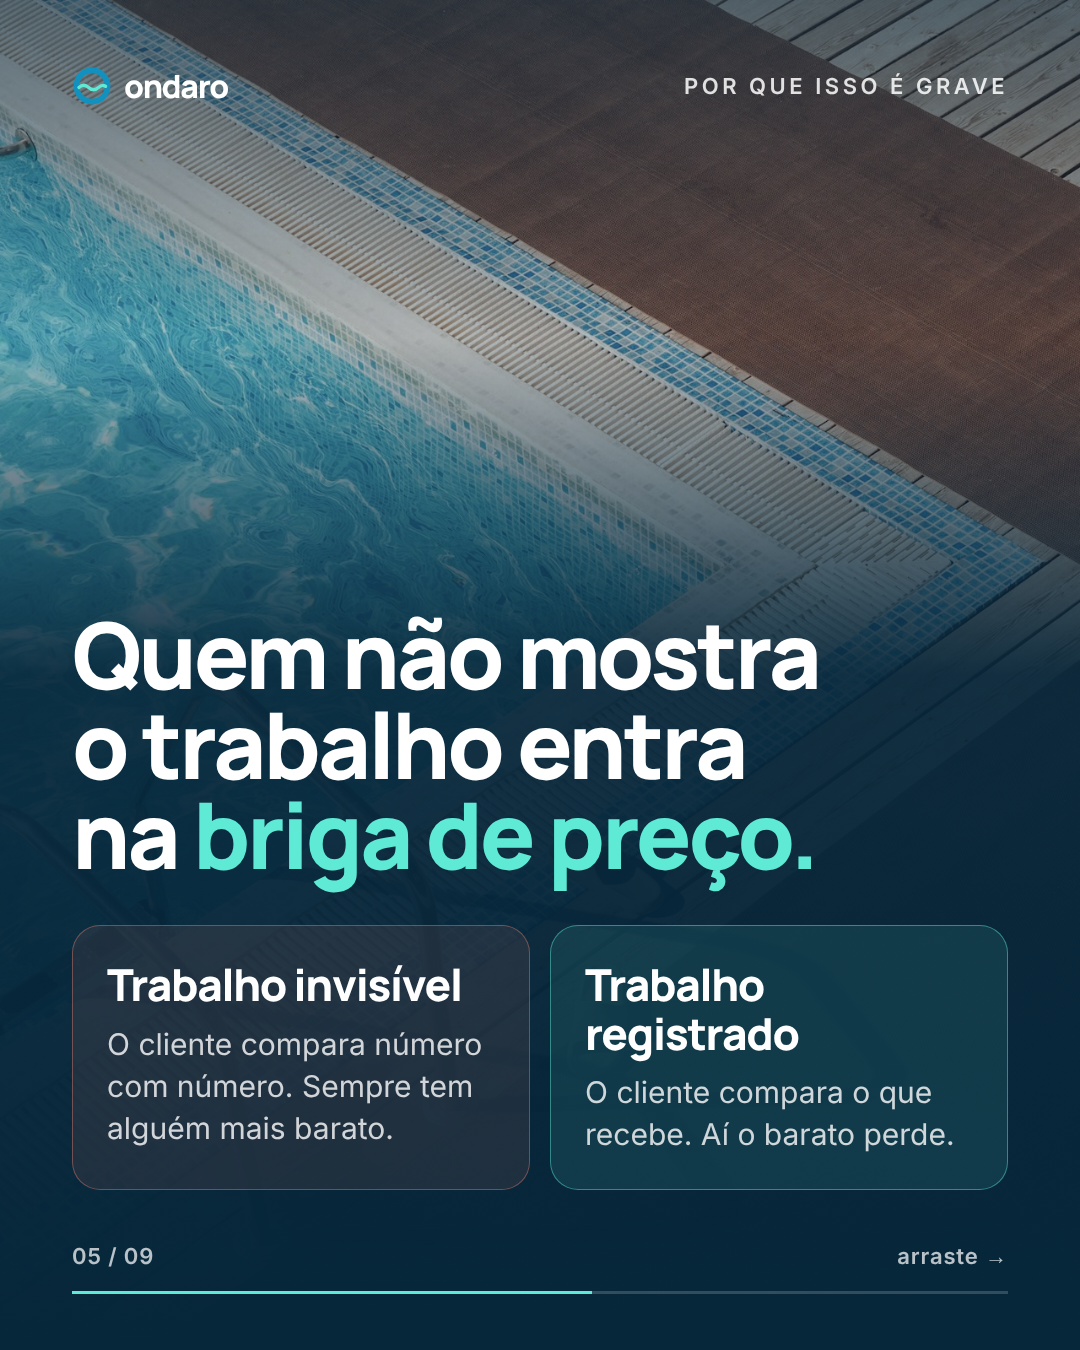 ondaro
POR QUE ISSO É GRAVE
Quem não mostra
o trabalho entra
na briga de preço.
Trabalho invisível
O cliente compara número
com número. Sempre tem
alguém mais barato.
Trabalho
registrado
O cliente compara o que
recebe. Aí o barato perde.
05 / 09
arraste →